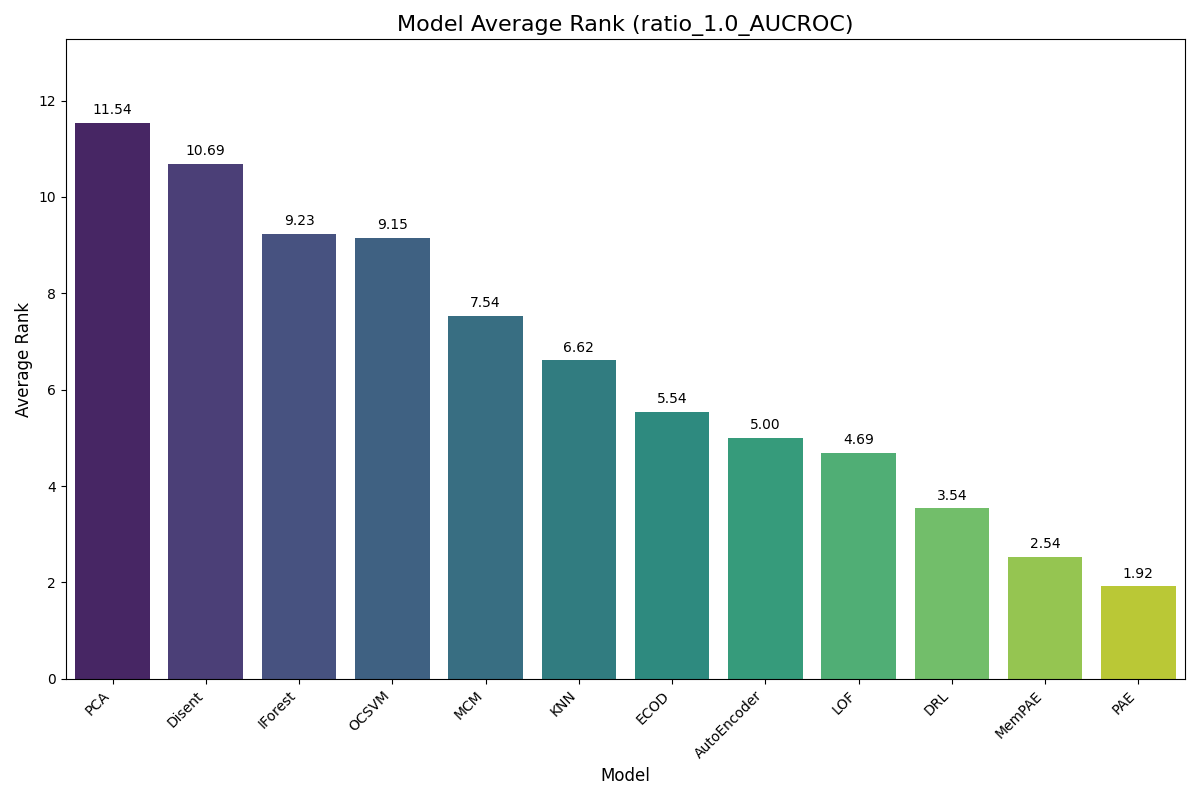 Model Average Rank (ratio_1.0_AUCROC)
Average Rank
12
10
8
6
4
2
0
11.54
10.69
9.23
9.15
7.54
6.62
5.54
5.00
4.69
3.54
2.54
1.92
PCA
Disent
IForest
OCSVM
MCM
KNN
ECOD
AutoEncoder
LOF
DRL
MemPAE
PAE
Model